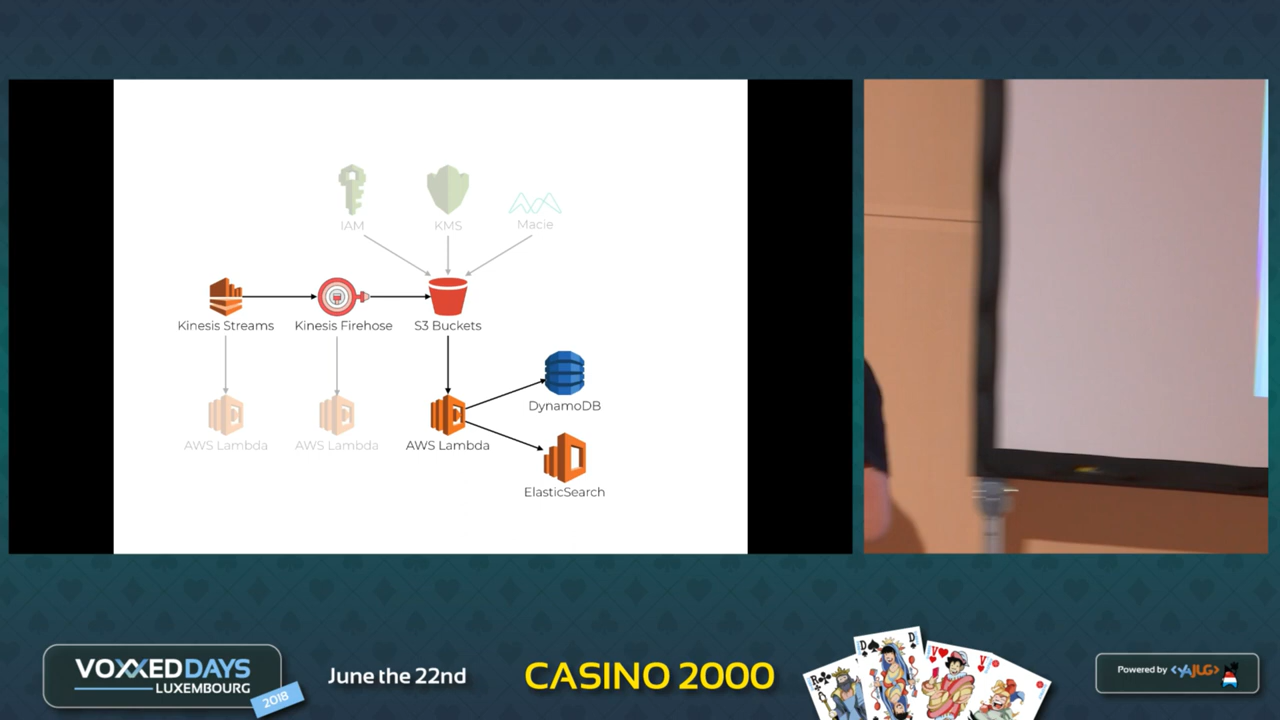 IAM
KMS
Macie
Kinesis Streams
Kinesis Firehose
S3 Buckets
AWS Lambda
AWS Lambda
AWS Lambda
DynamoDB
ElasticSearch
VOXXED DAYS
LUXEMBOURG
2018
June the 22nd
CASINO 2000
D
D
R
Q
V
V
Powered by <YAJUG>